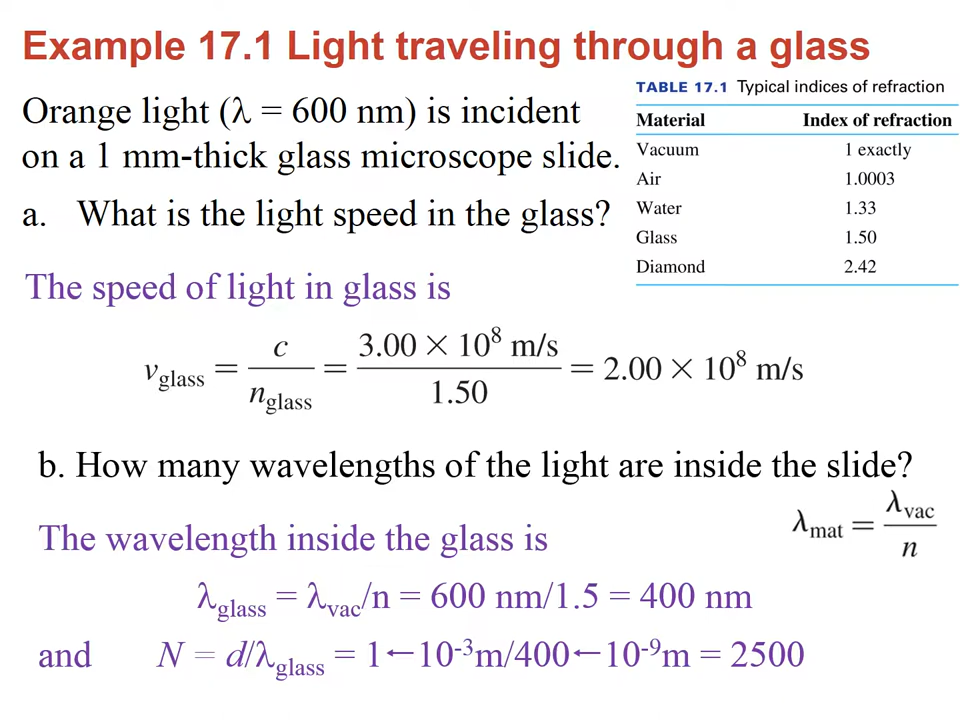 Example 17.1 Light traveling through a glass
Orange light (λ = 600 nm) is incident
on a 1 mm-thick glass microscope slide.
a. What is the light speed in the glass?
TABLE 17.1 Typical indices of refraction
Material Index of refraction
Vacuum 1 exactly
Air 1.0003
Water 1.33
Glass 1.50
Diamond 2.42
The speed of light in glass is
v_glass = c / n_glass = 3.00 × 10⁸ m/s / 1.50 = 2.00 × 10⁸ m/s
b. How many wavelengths of the light are inside the slide?
λ_mat = λ_vac / n
The wavelength inside the glass is
λ_glass = λ_vac/n = 600 nm/1.5 = 400 nm
and N = d/λ_glass = 1←10⁻³m/400←10⁻⁹m = 2500